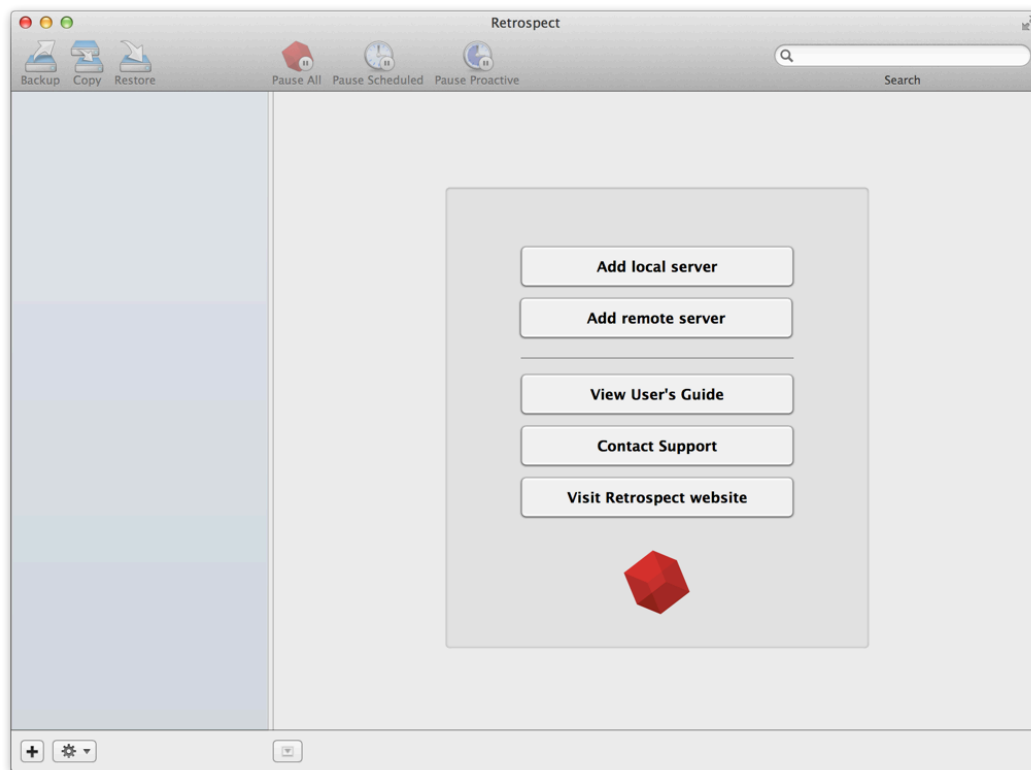 Retrospect
Backup Copy Restore Pause All Pause Scheduled Pause Proactive Search
Add local server
Add remote server
View User's Guide
Contact Support
Visit Retrospect website